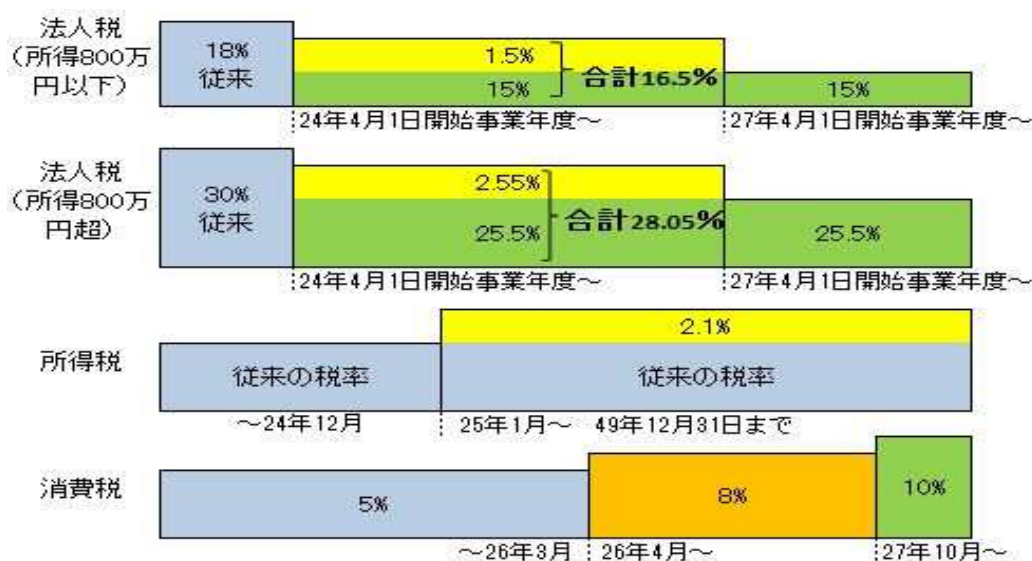 法人税
（所得800万
円以下）
18%
従来
1.5%
15%
合計16.5%
15%
24年4月1日開始事業年度～
27年4月1日開始事業年度～
法人税
（所得800万
円超）
30%
従来
2.55%
25.5%
合計28.05%
25.5%
24年4月1日開始事業年度～
27年4月1日開始事業年度～
所得税
従来の税率
2.1%
従来の税率
～24年12月
25年1月～ 49年12月31日まで
消費税
5%
8%
10%
～26年3月
26年4月～
27年10月～